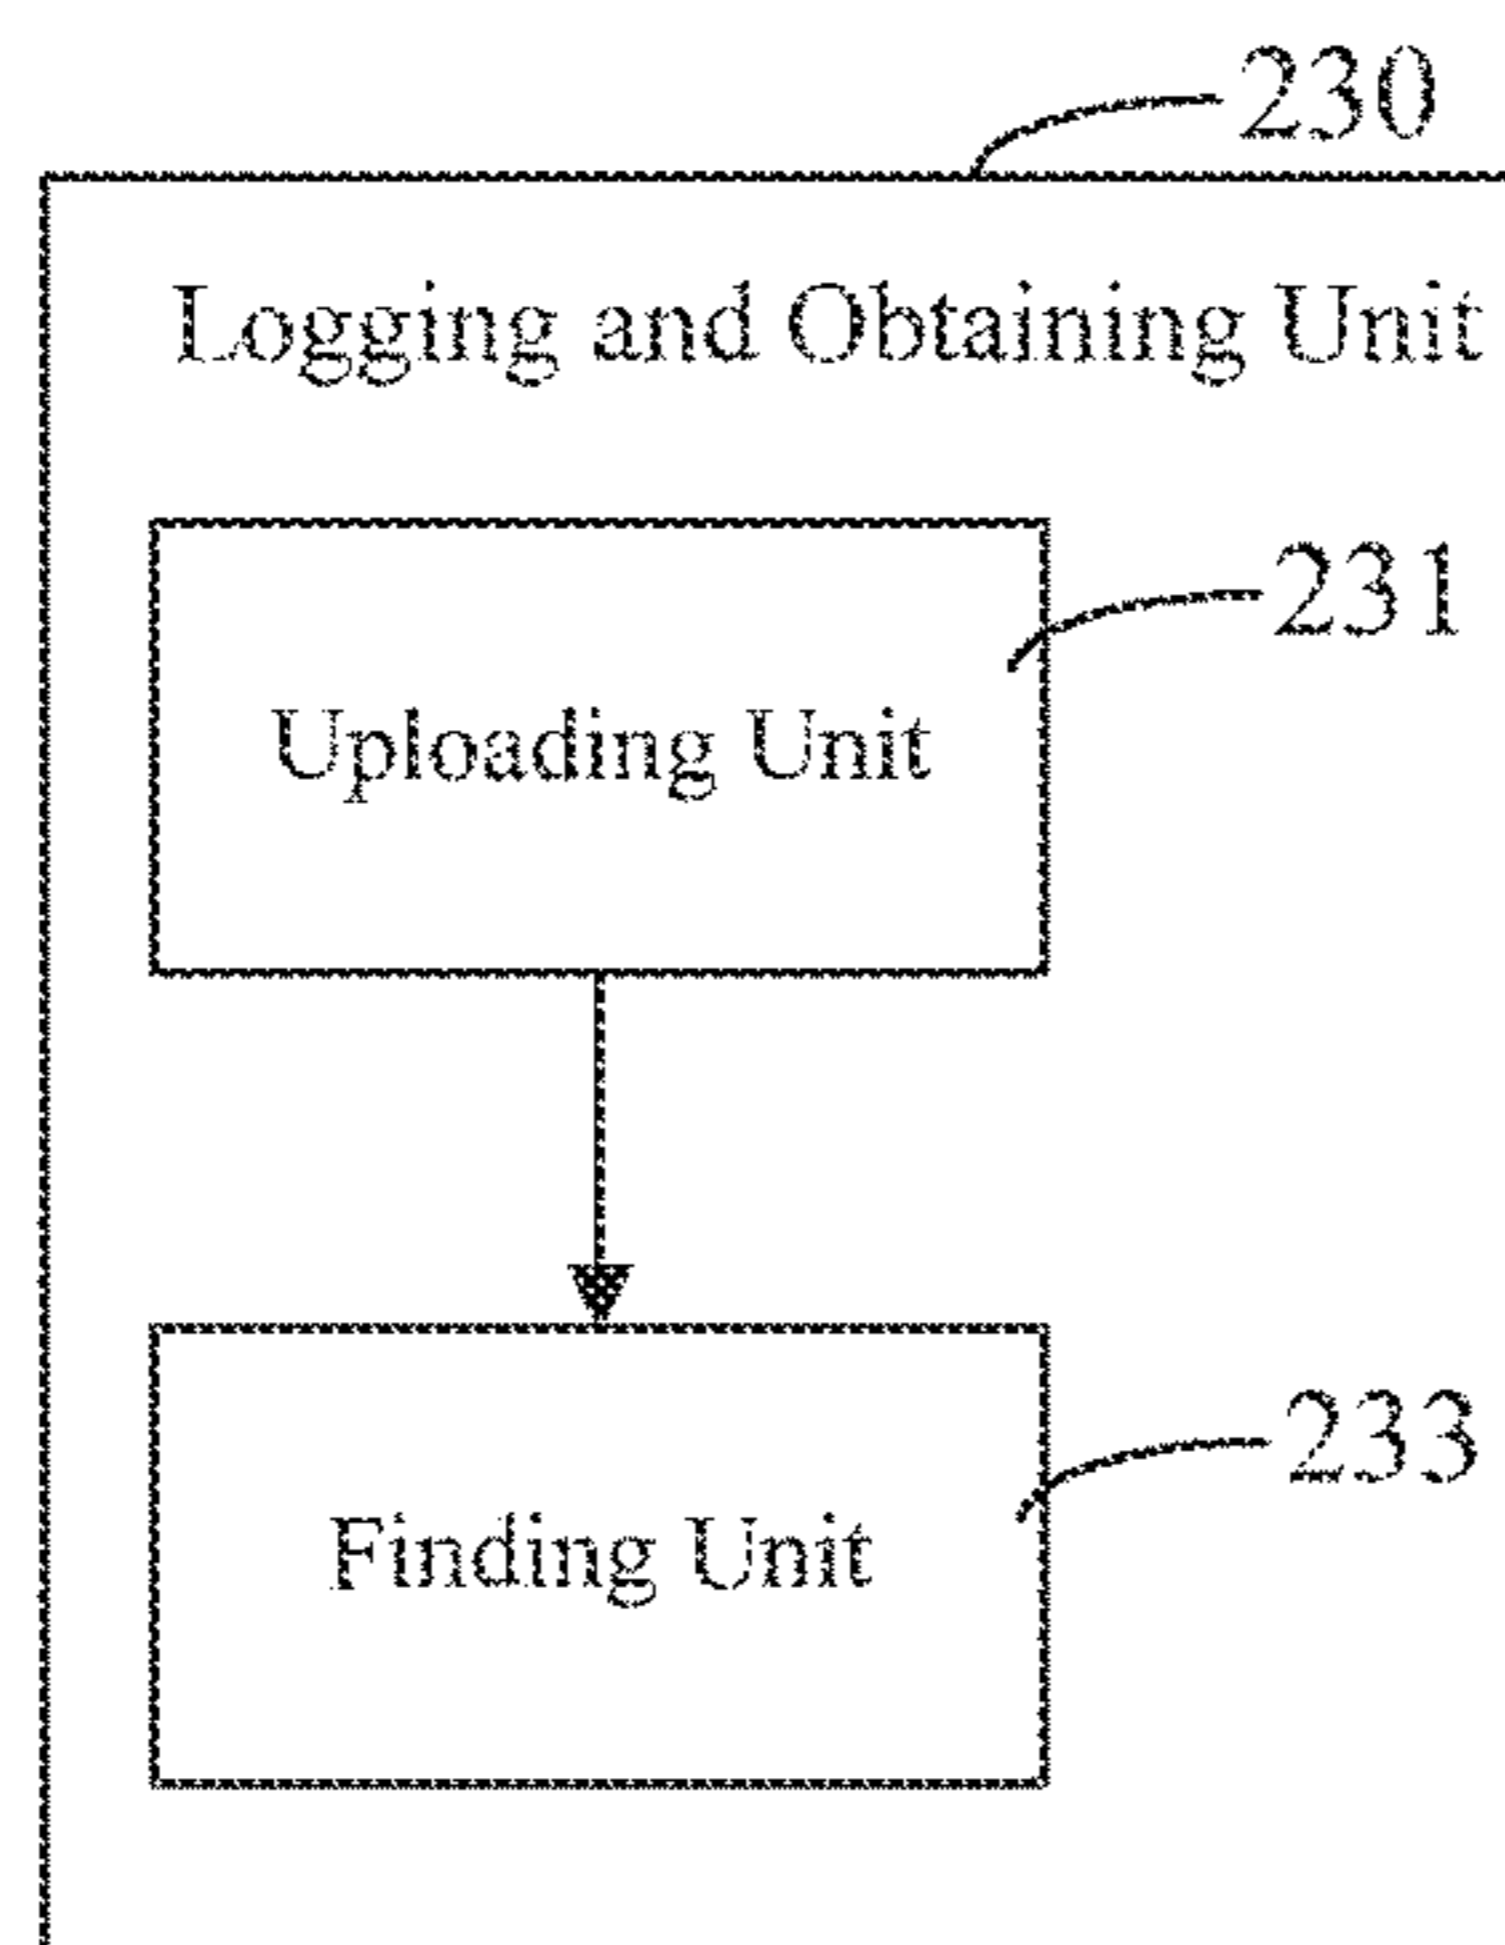 230
Logging and Obtaining Unit
231
Uploading Unit
233
Finding Unit